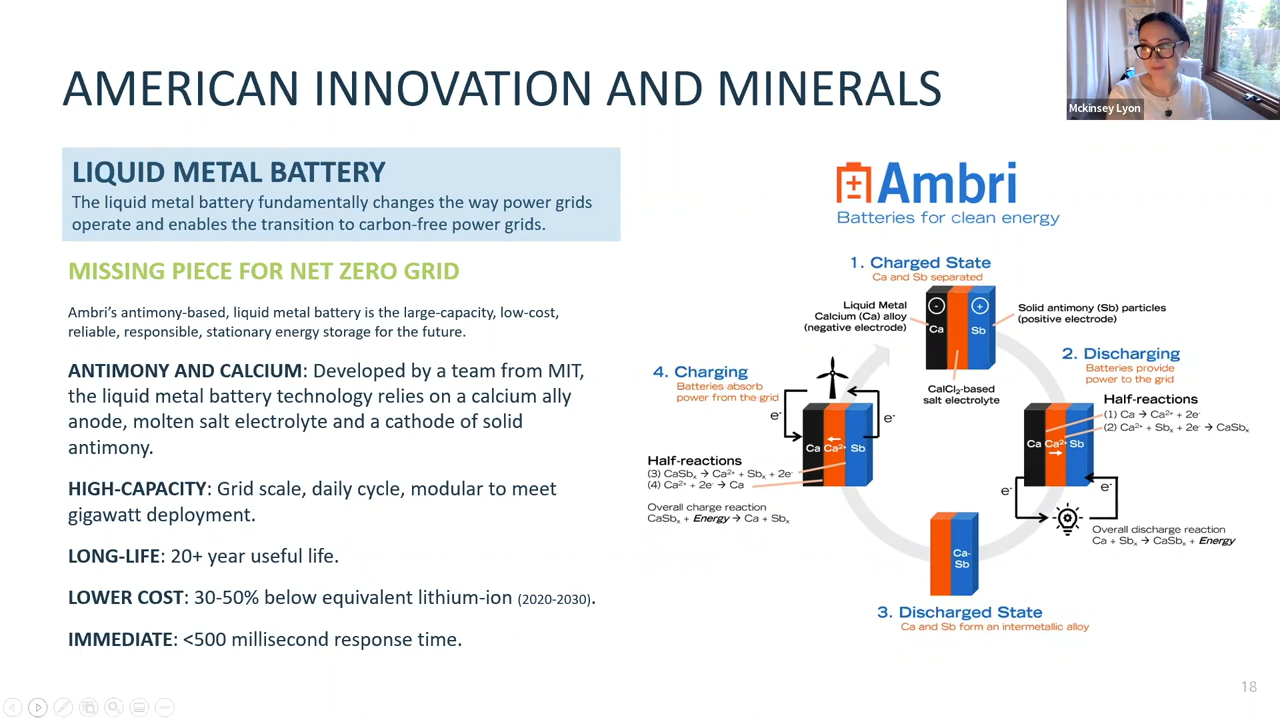 AMERICAN INNOVATION AND MINERALS
Mckinsey Lyon
LIQUID METAL BATTERY
The liquid metal battery fundamentally changes the way power grids
operate and enables the transition to carbon-free power grids.
MISSING PIECE FOR NET ZERO GRID
Ambri's antimony-based, liquid metal battery is the large-capacity, low-cost,
reliable, responsible, stationary energy storage for the future.
ANTIMONY AND CALCIUM: Developed by a team from MIT,
the liquid metal battery technology relies on a calcium ally
anode, molten salt electrolyte and a cathode of solid
antimony.
HIGH-CAPACITY: Grid scale, daily cycle, modular to meet
gigawatt deployment.
LONG-LIFE: 20+ year useful life.
LOWER COST: 30-50% below equivalent lithium-ion (2020-2030).
IMMEDIATE: <500 millisecond response time.
Ambri
Batteries for clean energy
1. Charged State
Ca and Sb separated
Liquid Metal
Calcium (Ca) alloy
(negative electrode)
- +
Ca Sb
Solid antimony (Sb) particles
(positive electrode)
CalCl₂-based
salt electrolyte
2. Discharging
Batteries provide
power to the grid
Half-reactions
(1) Ca → Ca²⁺ + 2e⁻
(2) Ca²⁺ + Sbₓ + 2e⁻ → CaSbₓ
Ca Ca²⁺ Sb
e⁻ e⁻
Overall discharge reaction
Ca + Sbₓ → CaSbₓ + Energy
3. Discharged State
Ca and Sb form an intermetallic alloy
Ca-
Sb
4. Charging
Batteries absorb
power from the grid
e⁻ e⁻
Ca Ca²⁺ Sb
Half-reactions
(3) CaSbₓ → Ca²⁺ + Sbₓ + 2e⁻
(4) Ca²⁺ + 2e⁻ → Ca
Overall charge reaction
CaSbₓ + Energy → Ca + Sbₓ
18